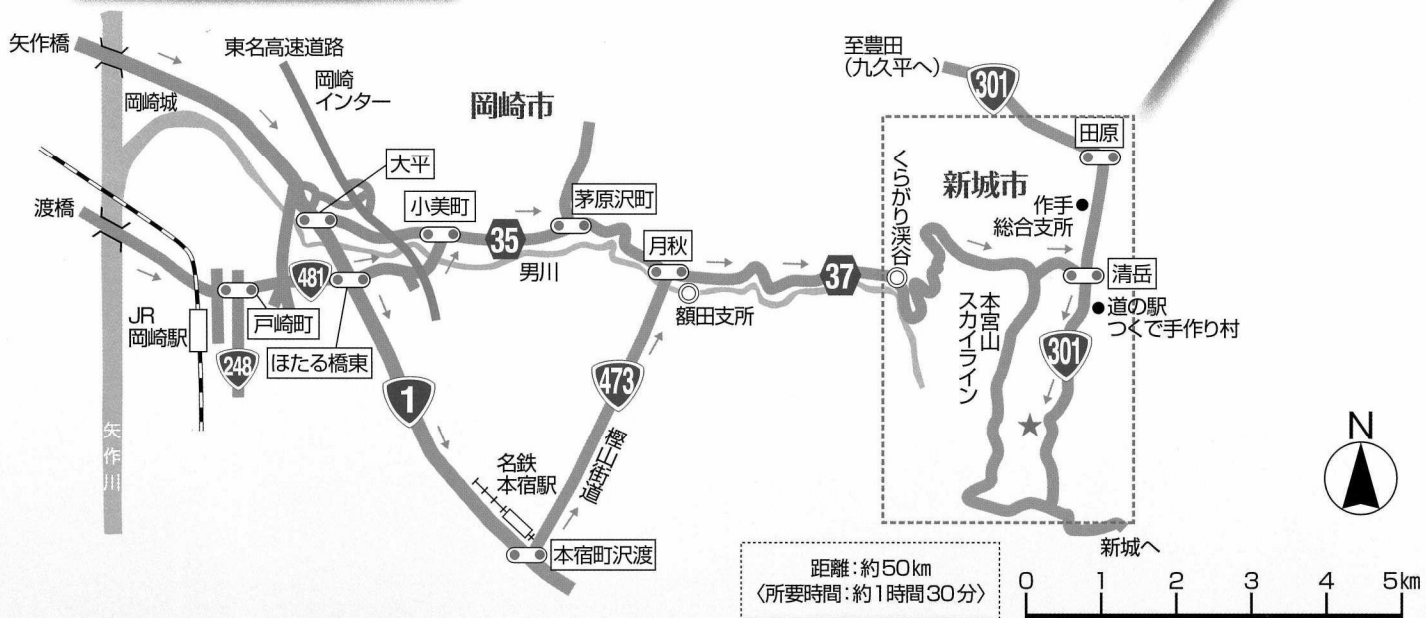 矢作橋
東名高速道路
岡崎
インター
岡崎城
岡崎市
至豊田
(九久平へ)
301
田原
大平
くらがり渓谷
新城市
作手
総合支所
渡橋
小美町
茅原沢町
35
月秋
男川
481
37
清岳
額田支所
本宮山
スカイライン
道の駅
つくで手作り村
JR
岡崎駅
戸崎町
248
ほたる橋東
1
473
301
矢作川
名鉄
本宿駅
樫山街道
本宿町沢渡
N
新城へ
距離:約50km
〈所要時間:約1時間30分〉
0 1 2 3 4 5km